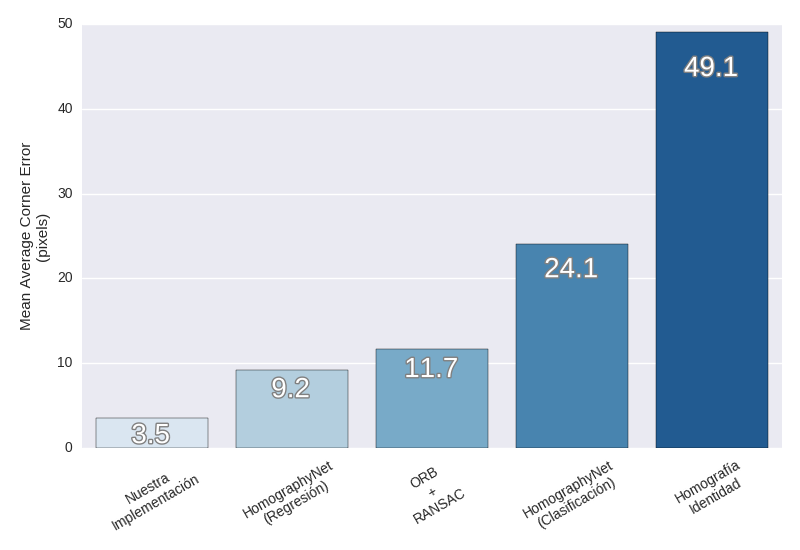 50
40
30
20
10
0
Mean Average Corner Error
(pixels)
3.5
9.2
11.7
24.1
49.1
Nuestra
Implementación
HomographyNet
(Regresión)
ORB
+
RANSAC
HomographyNet
(Clasificación)
Homografía
Identidad